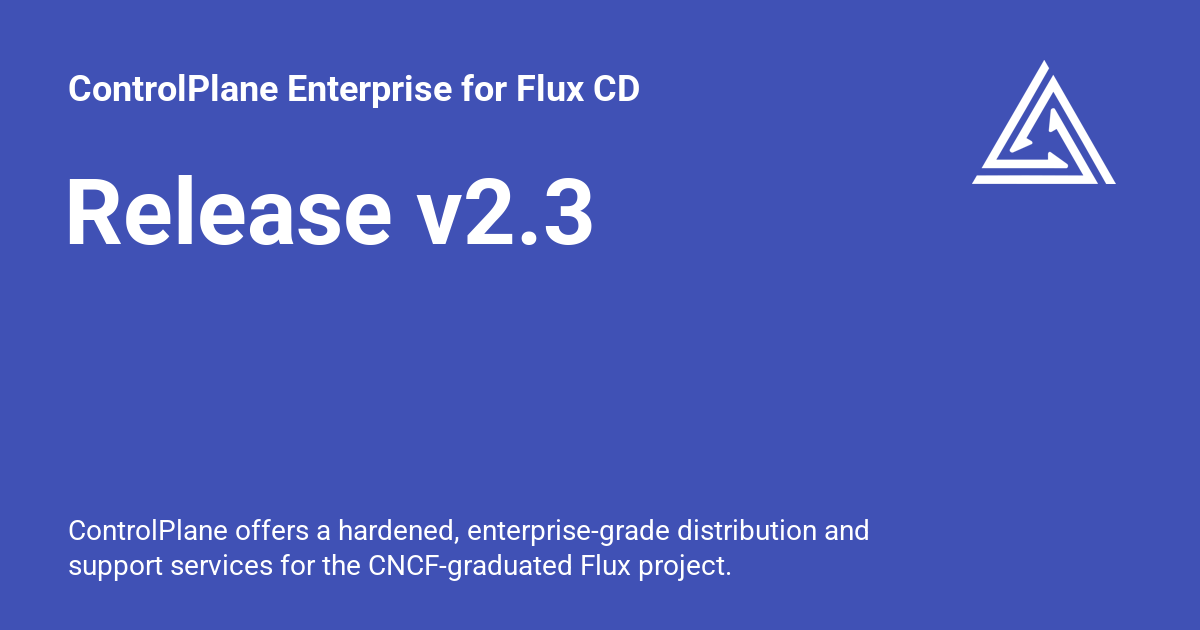 ControlPlane Enterprise for Flux CD
Release v2.3
ControlPlane offers a hardened, enterprise-grade distribution and
support services for the CNCF-graduated Flux project.